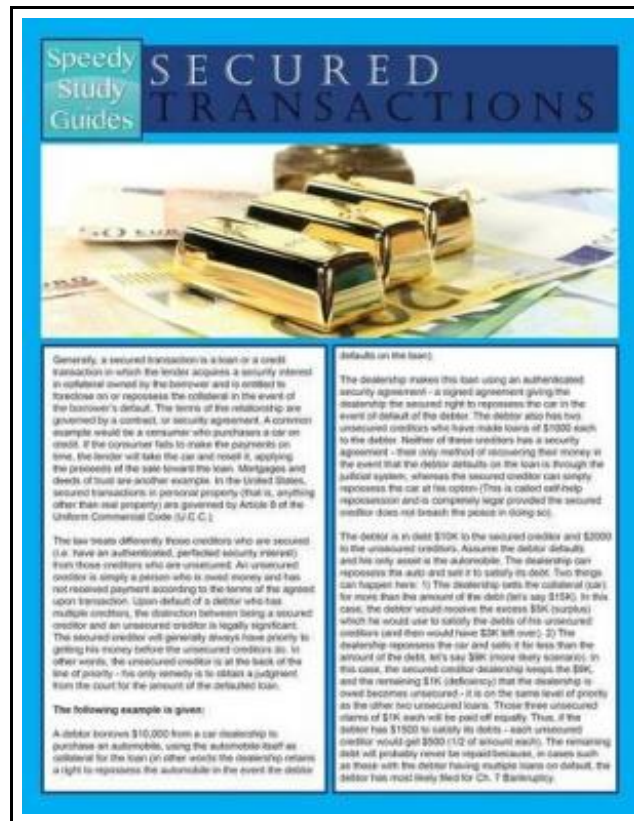 Speedy
Study
Guides
SECURED
TRANSACTIONS
Generally, a secured transaction is a loan or a credit
transaction in which the lender acquires a security interest
in collateral owned by the borrower and is entitled to
foreclose on or repossess the collateral in the event of
the borrower's default. The terms of the relationship are
governed by a contract, or security agreement. A common
example would be a consumer who purchases a car on
credit. If the consumer fails to make the payments on
time, the lender will take the car and resell it, applying
the proceeds of the sale toward the loan. Mortgages and
deeds of trust are another example. In the United States,
secured transactions in personal property (that is, anything
other than real property) are governed by Article 9 of the
Uniform Commercial Code (U.C.C.).
The law treats differently those creditors who are secured
(i.e. have an authenticated, perfected security interest)
from those creditors who are unsecured. An unsecured
creditor is simply a person who is owed money and has
not received payment according to the terms of the agreed
upon transaction. Upon default of a debtor who has
multiple creditors, the distinction between being a secured
creditor and an unsecured creditor is legally significant.
The secured creditor will generally always have priority to
getting his money before the unsecured creditors do. In
other words, the unsecured creditor is at the back of the
line of priority - his only remedy is to obtain a judgment
from the court for the amount of the defaulted loan.
The following example is given:
A debtor borrows $10,000 from a car dealership to
purchase an automobile, using the automobile itself as
collateral for the loan (in other words the dealership retains
a right to repossess the automobile in the event the debtor
defaults on the loan).
The dealership makes this loan using an authenticated
security agreement - a signed agreement giving the
dealership the secured right to repossess the car in the
event of default of the debtor. The debtor also has two
unsecured creditors who have made loans of $1000 each
to the debtor. Neither of these creditors has a security
agreement - their only method of recovering their money in
the event that the debtor defaults on the loan is through the
judicial system, whereas the secured creditor can simply
repossess the car at his option (This is called self-help
repossession and is completely legal provided the secured
creditor does not breach the peace in doing so).
The debtor is in debt $10K to the secured creditor and $2000
to the unsecured creditors. Assume the debtor defaults
and his only asset is the automobile. The dealership can
repossess the auto and sell it to satisfy its debt. Two things
can happen here: 1) The dealership sells the collateral (car)
for more than the amount of the debt (let's say $15K). In this
case, the debtor would receive the excess $5K (surplus)
which he would use to satisfy the debts of his unsecured
creditors (and then would have $3K left over). 2) The
dealership repossess the car and sells it for less than the
amount of the debt, let's say $9K (more likely scenario). In
this case, the secured creditor dealership keeps the $9K,
and the remaining $1K (deficiency) that the dealership is
owed becomes unsecured - it is on the same level of priority
as the other two unsecured loans. Those three unsecured
claims of $1K each will be paid off equally. Thus, if the
debtor has $1500 to satisfy its debts - each unsecured
creditor would get $500 (1/2 of amount each). The remaining
debt will probably never be repaid because, in cases such
as these with the debtor having multiple loans on default, the
debtor has most likely filed for Ch. 7 Bankruptcy.